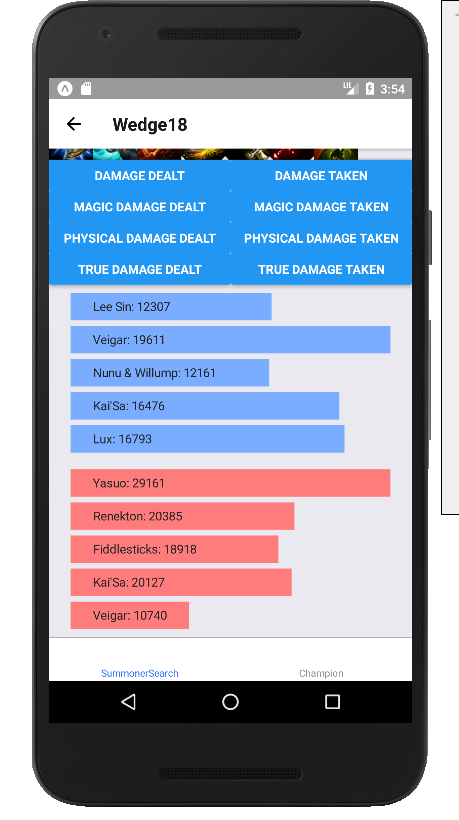 LTE 3:54
Wedge18
DAMAGE DEALT DAMAGE TAKEN
MAGIC DAMAGE DEALT MAGIC DAMAGE TAKEN
PHYSICAL DAMAGE DEALT PHYSICAL DAMAGE TAKEN
TRUE DAMAGE DEALT TRUE DAMAGE TAKEN
Lee Sin: 12307
Veigar: 19611
Nunu & Willump: 12161
Kai'Sa: 16476
Lux: 16793
Yasuo: 29161
Renekton: 20385
Fiddlesticks: 18918
Kai'Sa: 20127
Veigar: 10740
SummonerSearch Champion